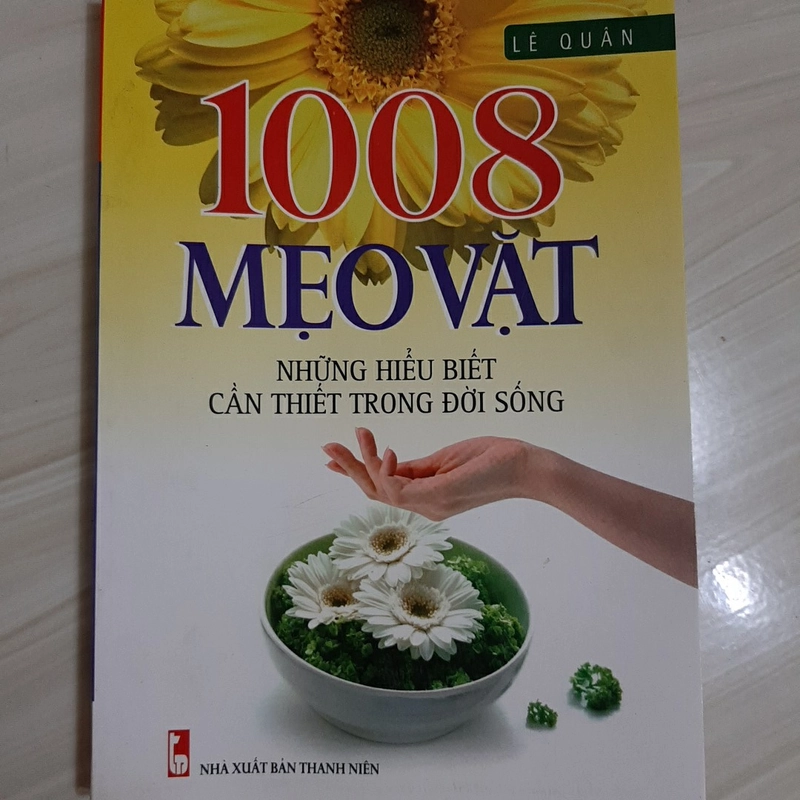 LÊ QUÂN
1008
MẸO VẶT
NHỮNG HIỂU BIẾT
CẦN THIẾT TRONG ĐỜI SỐNG
NHÀ XUẤT BẢN THANH NIÊN